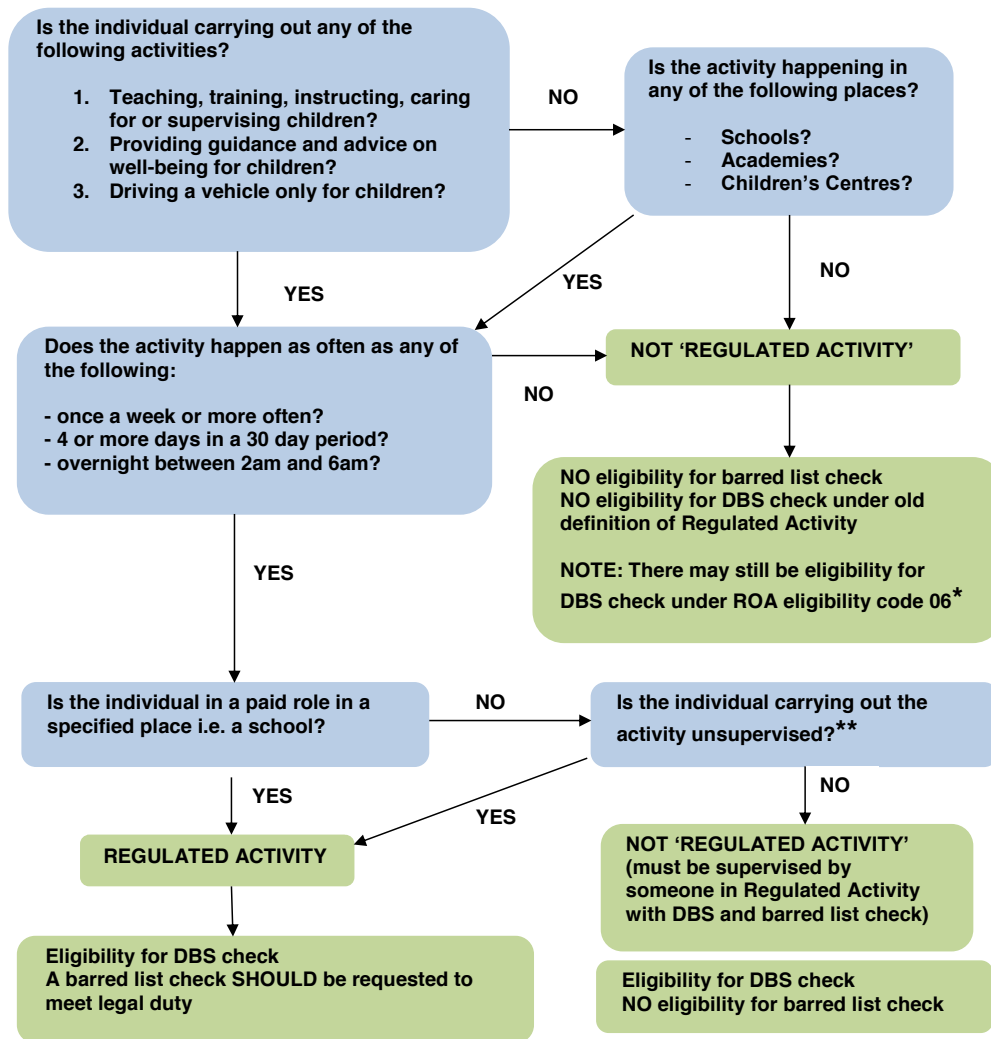 Is the individual carrying out any of the
following activities?
1. Teaching, training, instructing, caring
for or supervising children?
2. Providing guidance and advice on
well-being for children?
3. Driving a vehicle only for children?
NO
Is the activity happening in
any of the following places?
- Schools?
- Academies?
- Children's Centres?
YES
YES
NO
Does the activity happen as often as any of
the following:
- once a week or more often?
- 4 or more days in a 30 day period?
- overnight between 2am and 6am?
NO
NOT ‘REGULATED ACTIVITY’
NO eligibility for barred list check
NO eligibility for DBS check under old
definition of Regulated Activity
NOTE: There may still be eligibility for
DBS check under ROA eligibility code 06*
YES
Is the individual in a paid role in a
specified place i.e. a school?
NO
Is the individual carrying out the
activity unsupervised?**
YES
YES
NO
REGULATED ACTIVITY
NOT ‘REGULATED ACTIVITY’
(must be supervised by
someone in Regulated Activity
with DBS and barred list check)
Eligibility for DBS check
A barred list check SHOULD be requested to
meet legal duty
Eligibility for DBS check
NO eligibility for barred list check